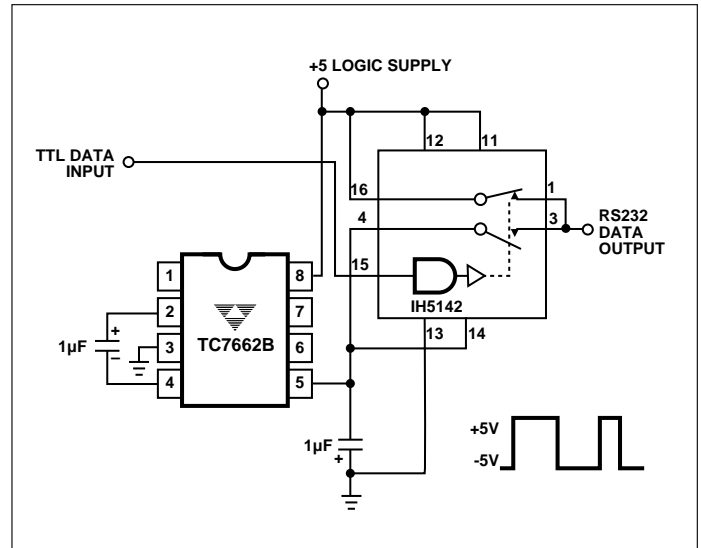 +5 LOGIC SUPPLY
12 11
TTL DATA
INPUT
16 1
4 3
RS232
DATA
OUTPUT
15
IH5142
13 14
1 8
2 7
3 6
4 5
TC7662B
1µF + –
1µF +
+5V
-5V